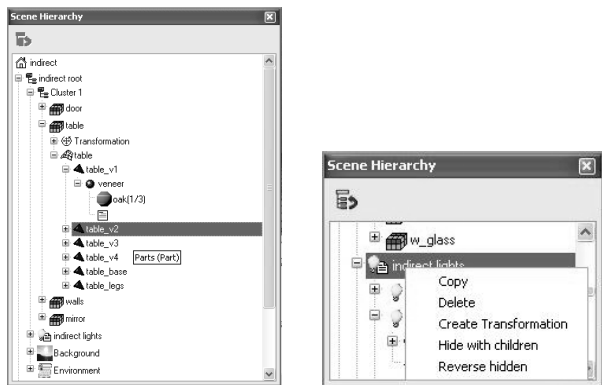 Scene Hierarchy
indirect
indirect root
Cluster 1
door
table
Transformation
table
table_v1
veneer
oak(1/3)
table_v2
table_v3
table_v4 Parts (Part)
table_base
table_legs
walls
mirror
indirect lights
Background
Environment
Scene Hierarchy
w_glass
indirect lights
Copy
Delete
Create Transformation
Hide with children
Reverse hidden